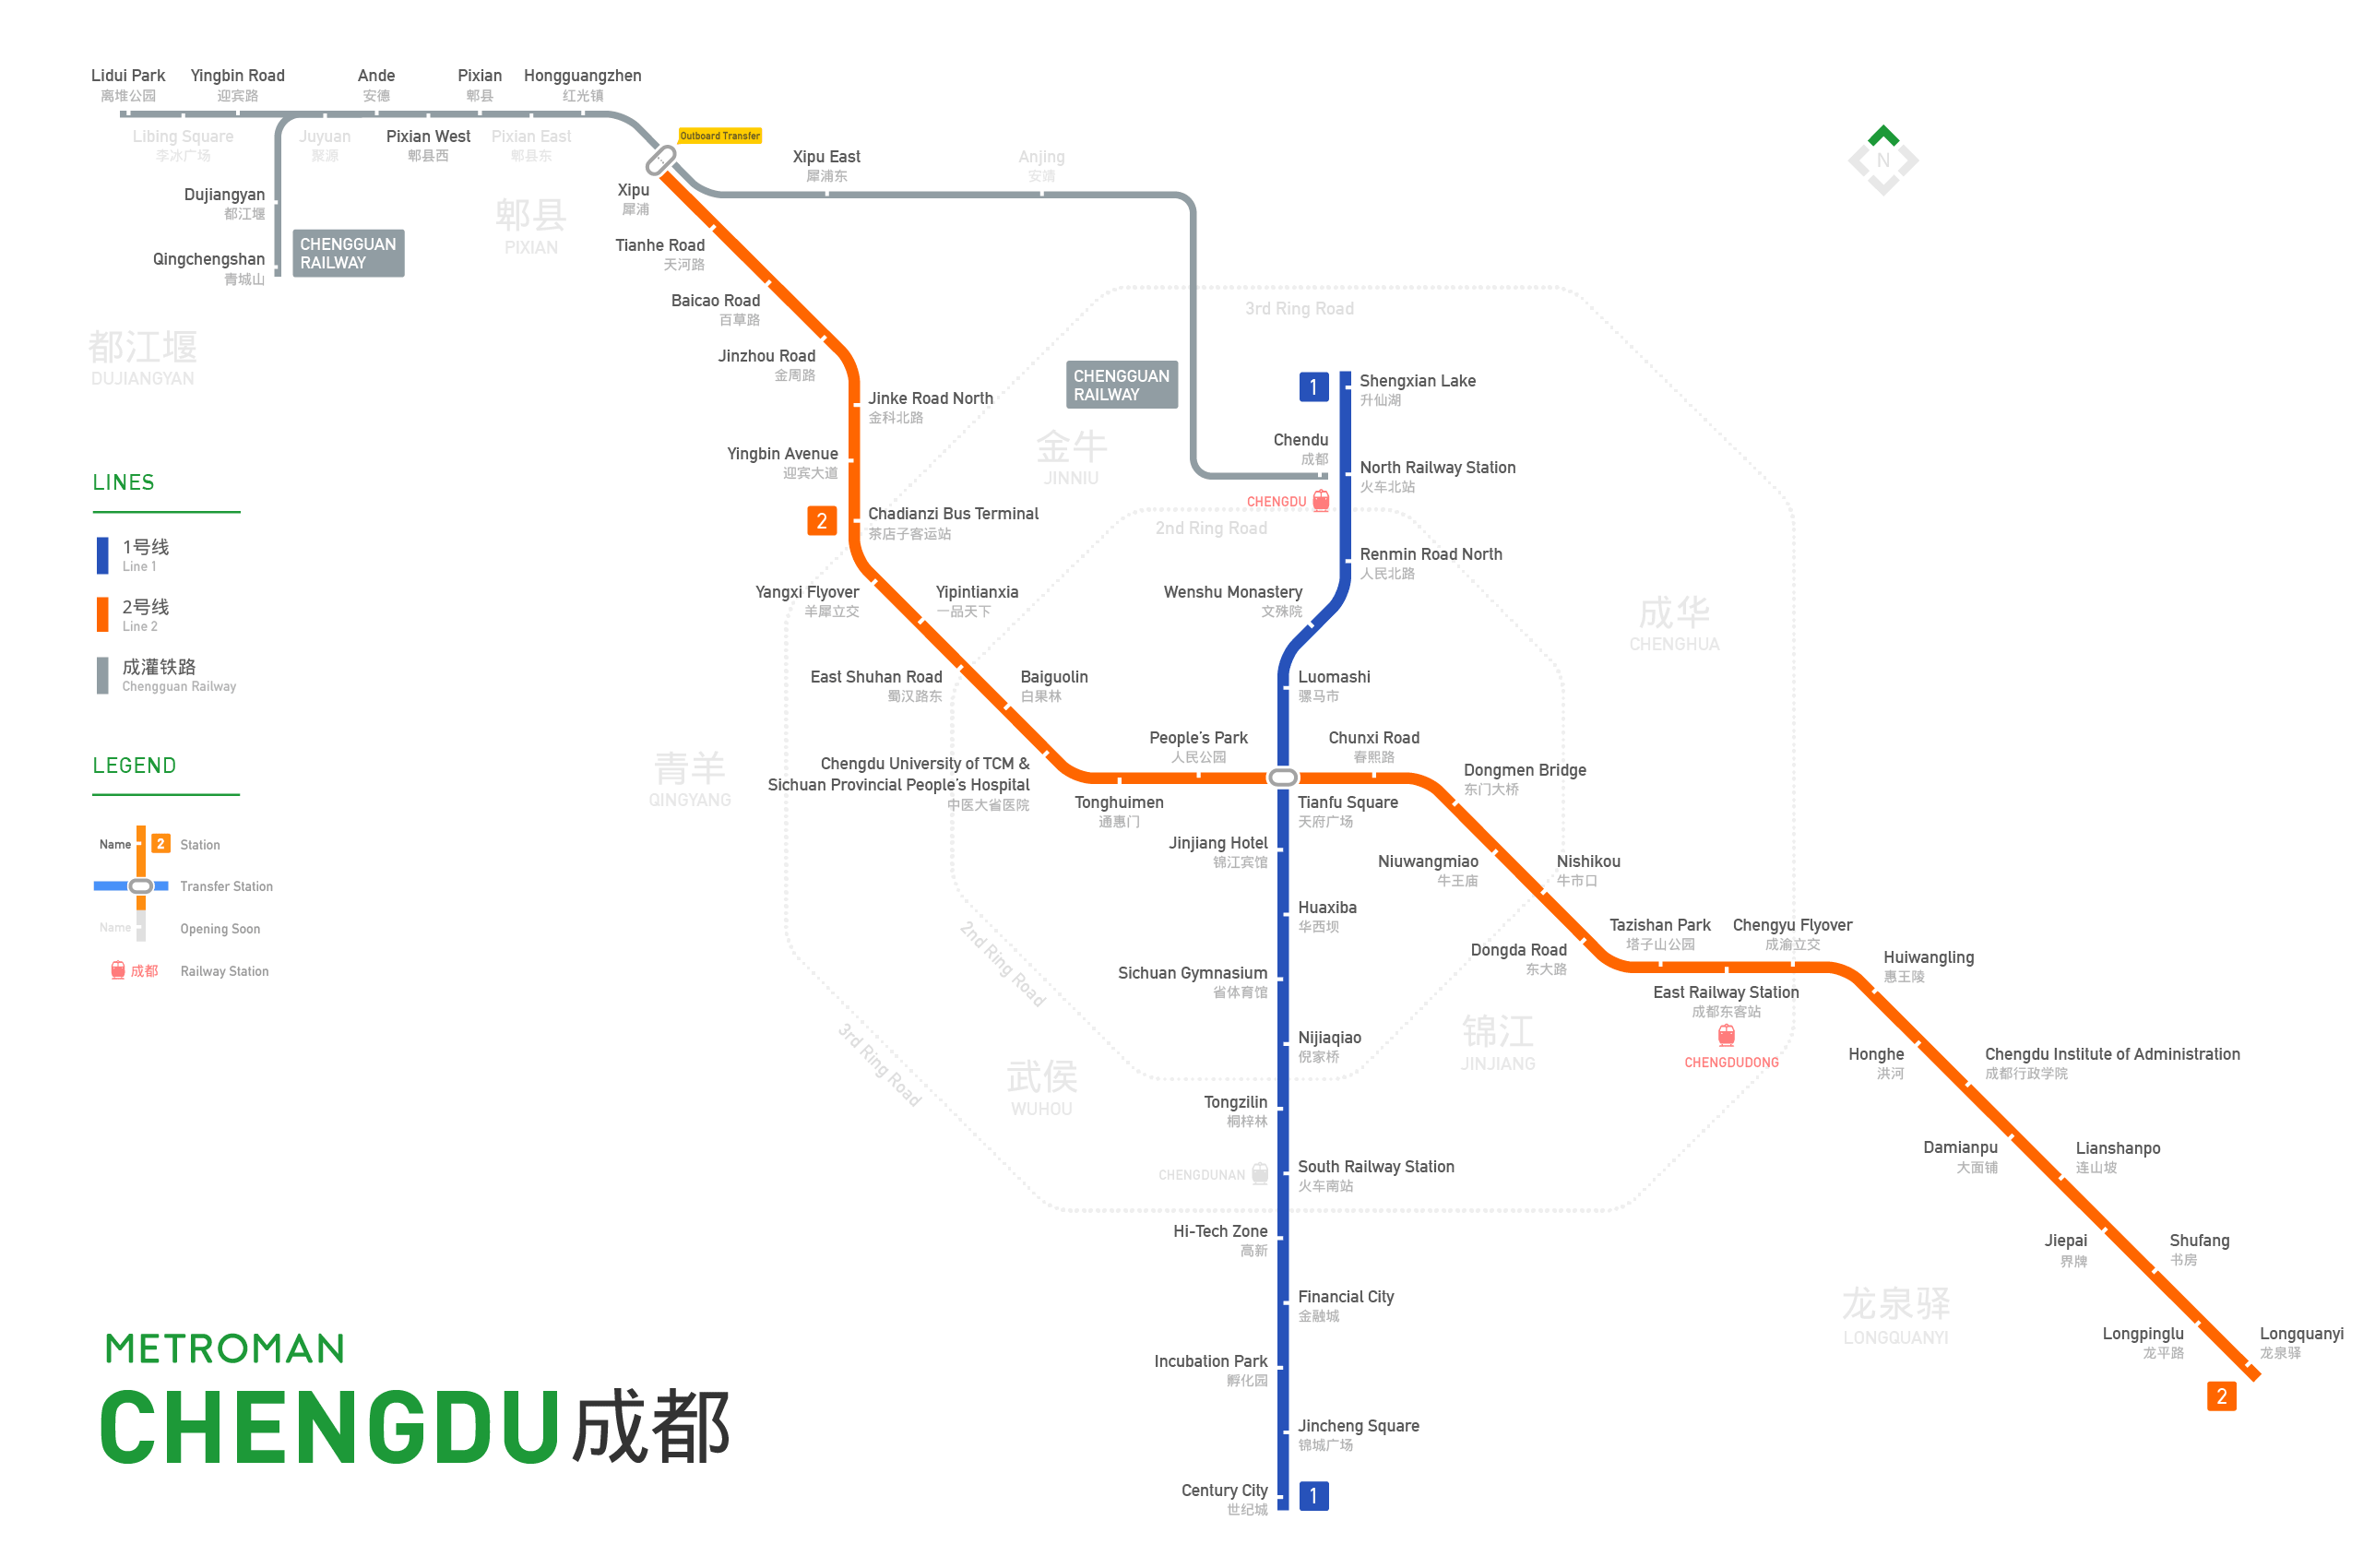 Lidui Park
离堆公园
Yingbin Road
迎宾路
Ande
安德
Pixian
郫县
Hongguangzhen
红光镇
Libing Square
李冰广场
Juyuan
聚源
Pixian West
郫县西
Pixian East
郫县东
Outboard Transfer
Xipu East
犀浦东
Anjing
安靖
N
Dujiangyan
都江堰
Qingchengshan
青城山
CHENGGUAN
RAILWAY
郫县
PIXIAN
Xipu
犀浦
Tianhe Road
天河路
Baicao Road
百草路
Jinzhou Road
金周路
都江堰
DUJIANGYAN
3rd Ring Road
CHENGGUAN
RAILWAY
1
Shengxian Lake
升仙湖
Jinke Road North
金科北路
金牛
JINNIU
Chendu
成都
Yingbin Avenue
迎宾大道
North Railway Station
火车北站
CHENGDU
LINES
1号线
Line 1
2号线
Line 2
成灌铁路
Chengguan Railway
2
Chadianzi Bus Terminal
茶店子客运站
2nd Ring Road
Renmin Road North
人民北路
Yangxi Flyover
羊犀立交
Yipintianxia
一品天下
Wenshu Monastery
文殊院
成华
CHENGHUA
East Shuhan Road
蜀汉路东
Baiguolin
白果林
Luomashi
骡马市
青羊
QINGYANG
Chengdu University of TCM &
Sichuan Provincial People's Hospital
中医大省医院
People's Park
人民公园
Chunxi Road
春熙路
Tonghuimen
通惠门
Tianfu Square
天府广场
Dongmen Bridge
东门大桥
LEGEND
Name
2
Station
Transfer Station
Name
Opening Soon
成都
Railway Station
Jinjiang Hotel
锦江宾馆
Niuwangmiao
牛王庙
Nishikou
牛市口
Huaxiba
华西坝
2nd Ring Road
Dongda Road
东大路
Tazishan Park
塔子山公园
Chengyu Flyover
成渝立交
Sichuan Gymnasium
省体育馆
East Railway Station
成都东客站
CHENGDUDONG
Huiwangling
惠王陵
3rd Ring Road
Nijiaqiao
倪家桥
锦江
JINJIANG
Honghe
洪河
Chengdu Institute of Administration
成都行政学院
武侯
WUHOU
Tongzilin
桐梓林
Damianpu
大面铺
Lianshanpo
连山坡
CHENGDUNAN
South Railway Station
火车南站
Hi-Tech Zone
高新
Jiepai
界牌
Shufang
书房
Financial City
金融城
龙泉驿
LONGQUANYI
Longpinglu
龙平路
Longquanyi
龙泉驿
2
Incubation Park
孵化园
Jincheng Square
锦城广场
Century City
世纪城
1
METROMAN
CHENGDU成都